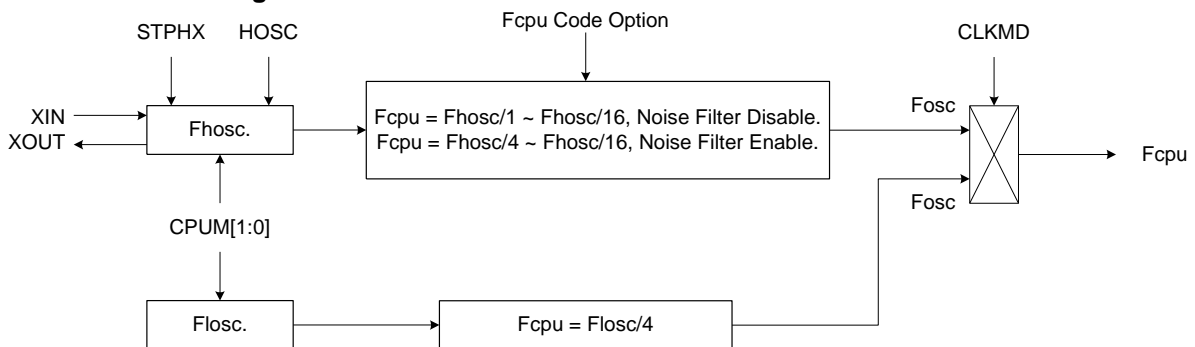 Fcpu Code Option
STPHX HOSC
CLKMD
XIN
XOUT
Fhosc.
Fcpu = Fhosc/1 ~ Fhosc/16, Noise Filter Disable.
Fcpu = Fhosc/4 ~ Fhosc/16, Noise Filter Enable.
Fosc
Fosc
Fcpu
CPUM[1:0]
Flosc.
Fcpu = Flosc/4